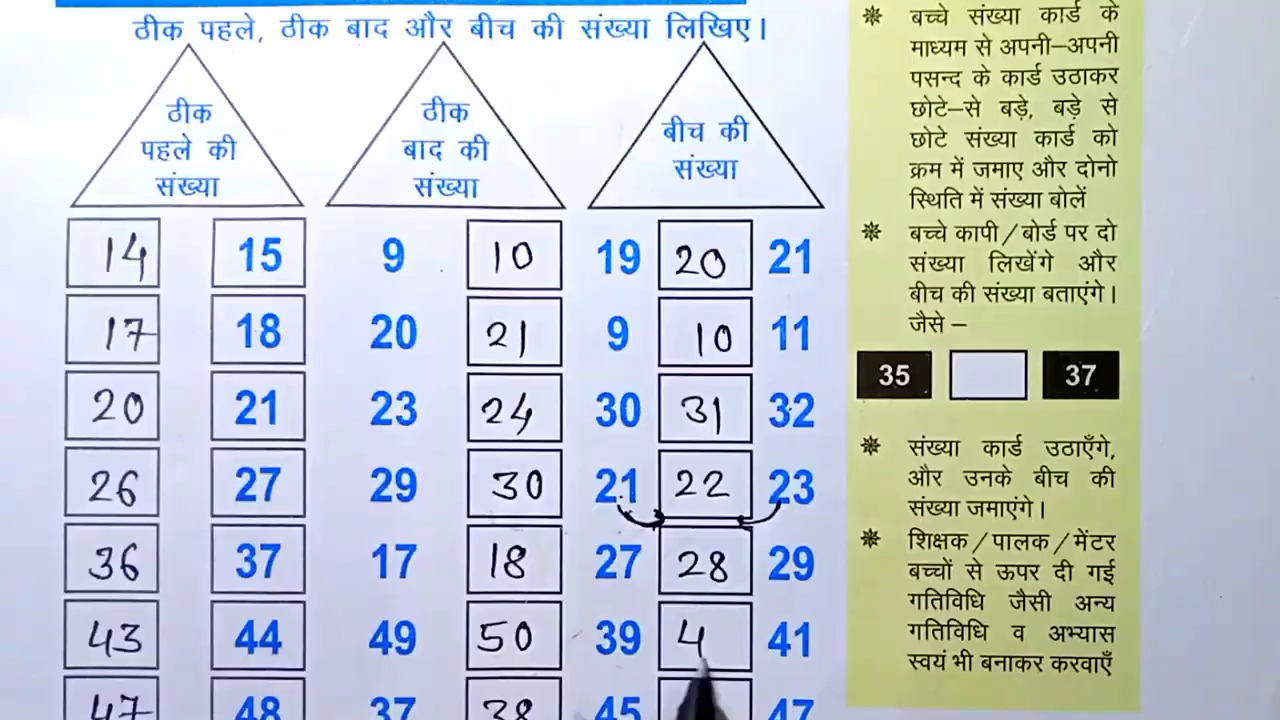 ठीक पहले, ठीक बाद और बीच की संख्या लिखिए।
ठीक
पहले की
संख्या
ठीक
बाद की
संख्या
बीच की
संख्या
14 15 9 10 19 20 21
17 18 20 21 9 10 11
20 21 23 24 30 31 32
26 27 29 30 21 22 23
36 37 17 18 27 28 29
43 44 49 50 39 4 41
47 48 37 38 45 47
❋ बच्चे संख्या कार्ड के
माध्यम से अपनी–अपनी
पसन्द के कार्ड उठाकर
छोटे–से बड़े, बड़े से
छोटे संख्या कार्ड को
क्रम में जमाए और दोनो
स्थिति में संख्या बोलें
❋ बच्चे कापी/बोर्ड पर दो
संख्या लिखेंगे और
बीच की संख्या बताएंगे।
जैसे –
35 37
❋ संख्या कार्ड उठाएँगे,
और उनके बीच की
संख्या जमाएंगे।
❋ शिक्षक/पालक/मेंटर
बच्चों से ऊपर दी गई
गतिविधि जैसी अन्य
गतिविधि व अभ्यास
स्वयं भी बनाकर करवाएँ